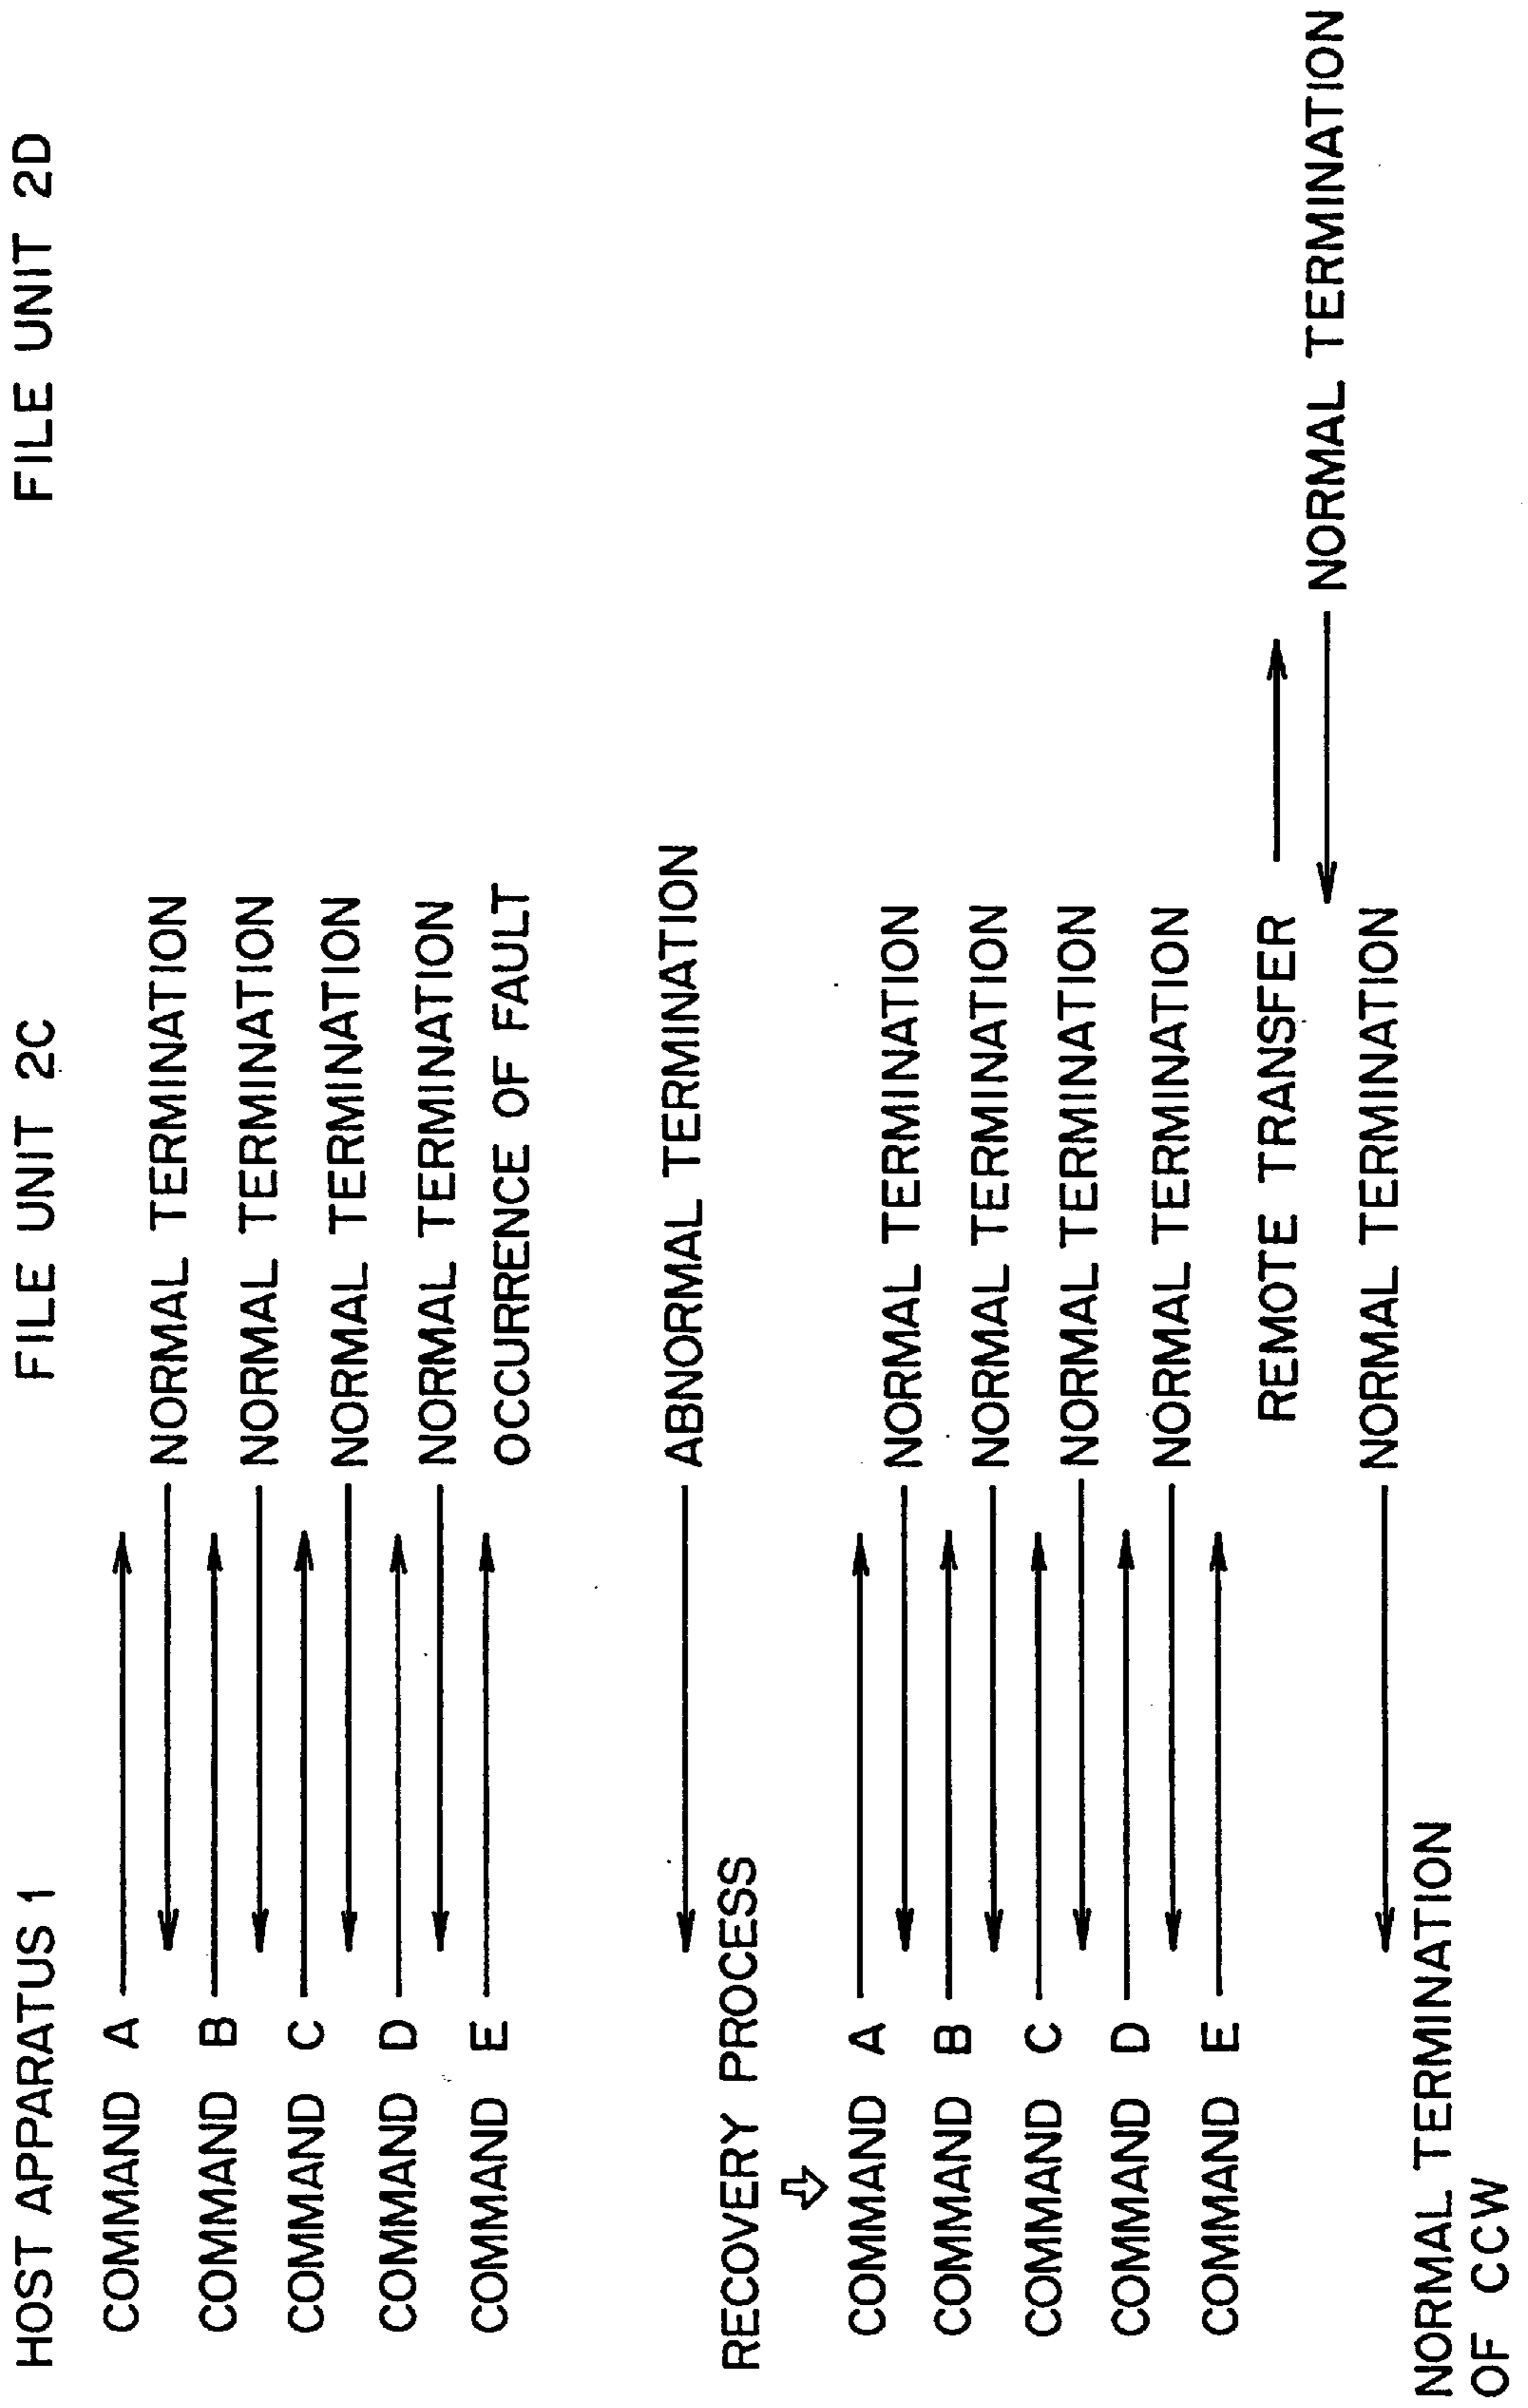 HOST APPARATUS 1
FILE UNIT 2C
FILE UNIT 2D
COMMAND A
NORMAL TERMINATION
COMMAND B
NORMAL TERMINATION
COMMAND C
NORMAL TERMINATION
COMMAND D
NORMAL TERMINATION
COMMAND E
OCCURRENCE OF FAULT
ABNORMAL TERMINATION
RECOVERY PROCESS
COMMAND A
NORMAL TERMINATION
COMMAND B
NORMAL TERMINATION
COMMAND C
NORMAL TERMINATION
COMMAND D
NORMAL TERMINATION
COMMAND E
REMOTE TRANSFER
NORMAL TERMINATION
NORMAL TERMINATION
NORMAL TERMINATION
OF CCW